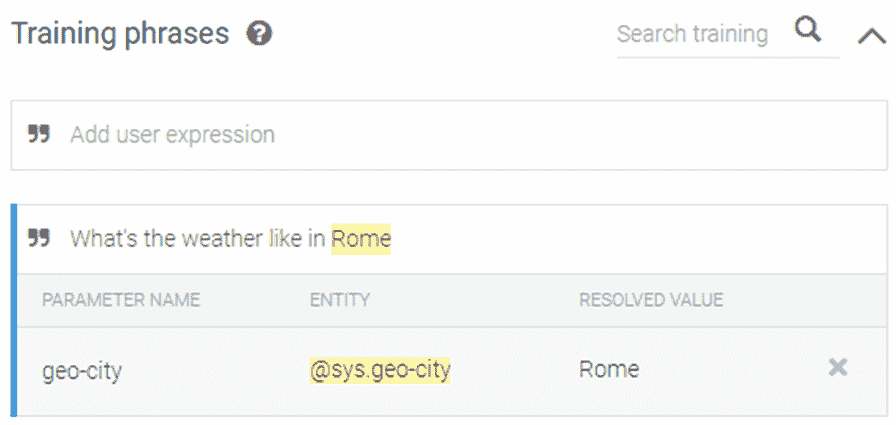 Training phrases ?
Search training
Add user expression
What's the weather like in Rome
PARAMETER NAME ENTITY RESOLVED VALUE
geo-city @sys.geo-city Rome